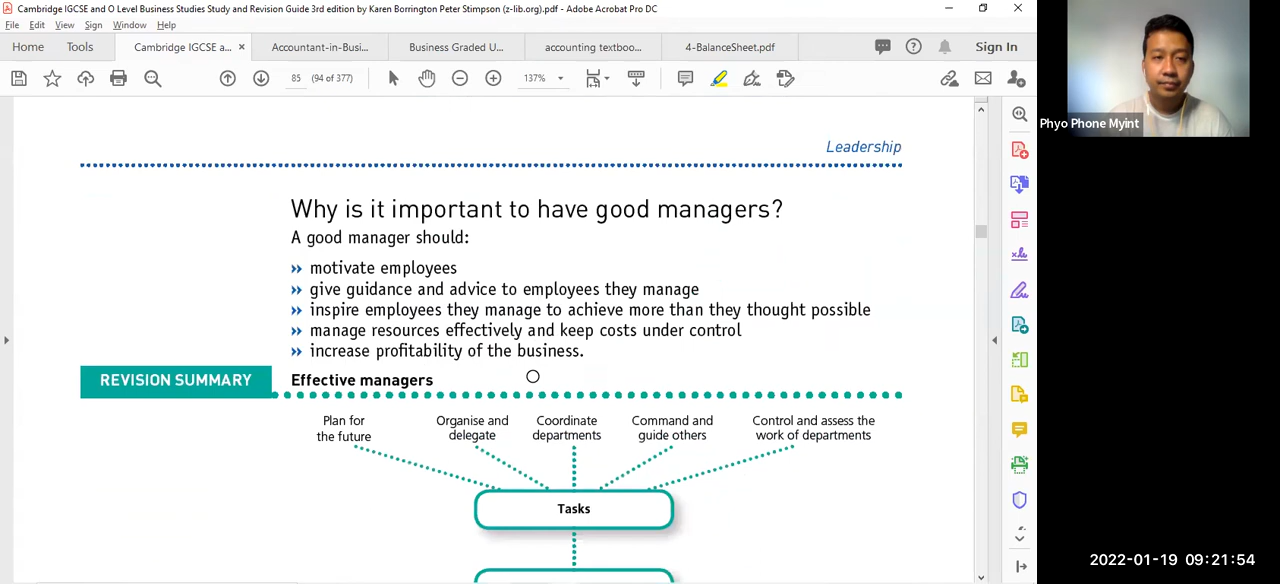 Cambridge IGCSE and O Level Business Studies Study and Revision Guide 3rd edition by Karen Borrington Peter Stimpson (z-lib.org).pdf - Adobe Acrobat Pro DC
File Edit View Sign Window Help
Home Tools Cambridge IGCSE a... × Accountant-in-Busi... Business Graded U... accounting textboo... 4-BalanceSheet.pdf Sign In
85 (94 of 377) 137%
Phyo Phone Myint
Leadership
Why is it important to have good managers?
A good manager should:
» motivate employees
» give guidance and advice to employees they manage
» inspire employees they manage to achieve more than they thought possible
» manage resources effectively and keep costs under control
» increase profitability of the business.
REVISION SUMMARY Effective managers
Plan for
the future
Organise and
delegate
Coordinate
departments
Command and
guide others
Control and assess the
work of departments
Tasks
2022-01-19 09:21:54